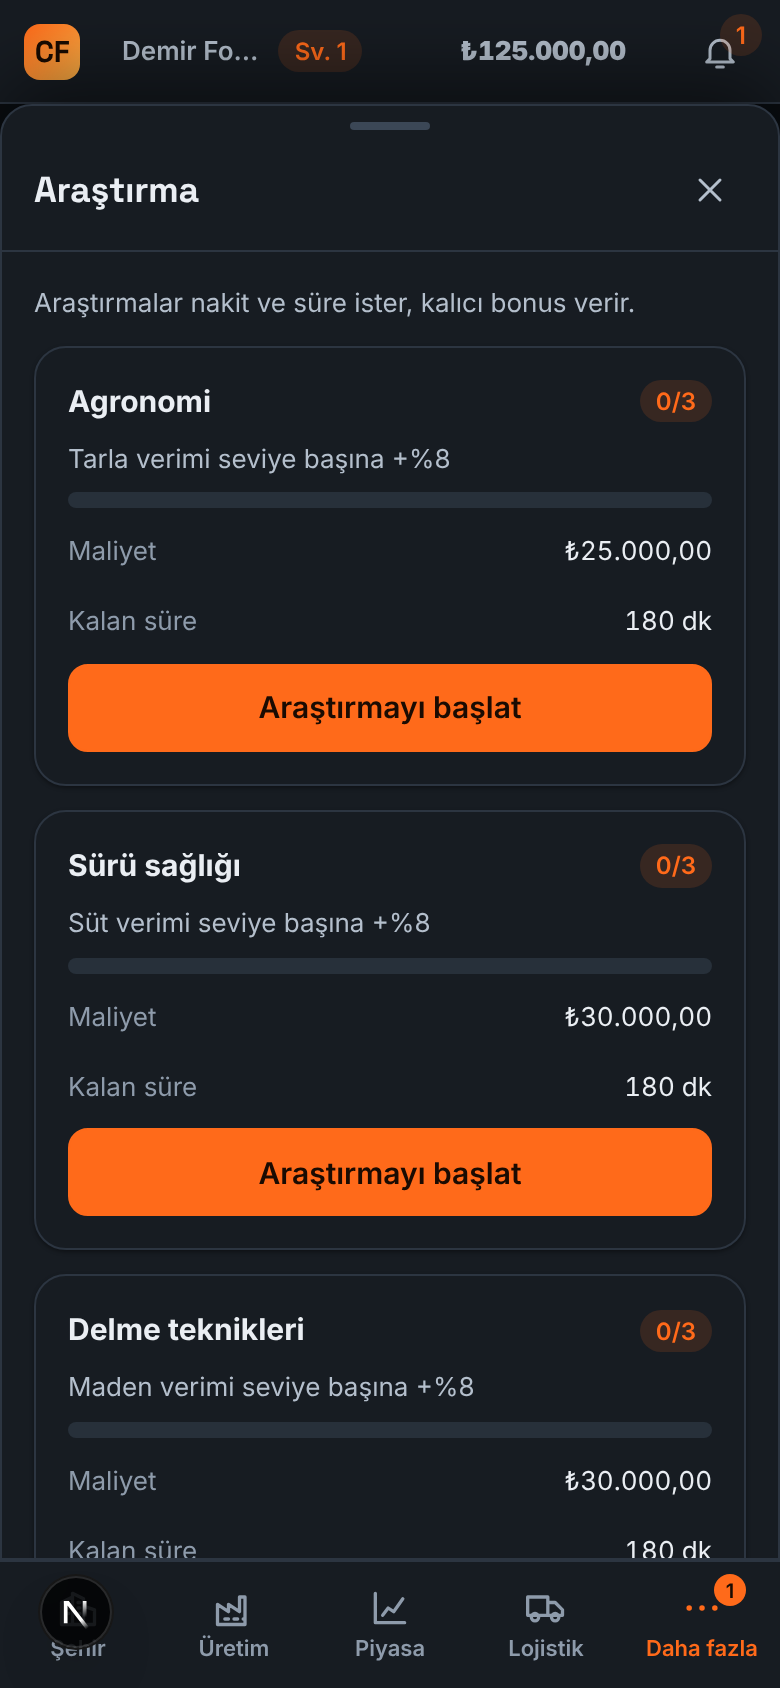 CF Demir Fo... Sv. 1 ₺125.000,00 1
Araştırma
Araştırmalar nakit ve süre ister, kalıcı bonus verir.
Agronomi 0/3
Tarla verimi seviye başına +%8
Maliyet ₺25.000,00
Kalan süre 180 dk
Araştırmayı başlat
Sürü sağlığı 0/3
Süt verimi seviye başına +%8
Maliyet ₺30.000,00
Kalan süre 180 dk
Araştırmayı başlat
Delme teknikleri 0/3
Maden verimi seviye başına +%8
Maliyet ₺30.000,00
Kalan süre 180 dk
N 1
Şehir Üretim Piyasa Lojistik Daha fazla